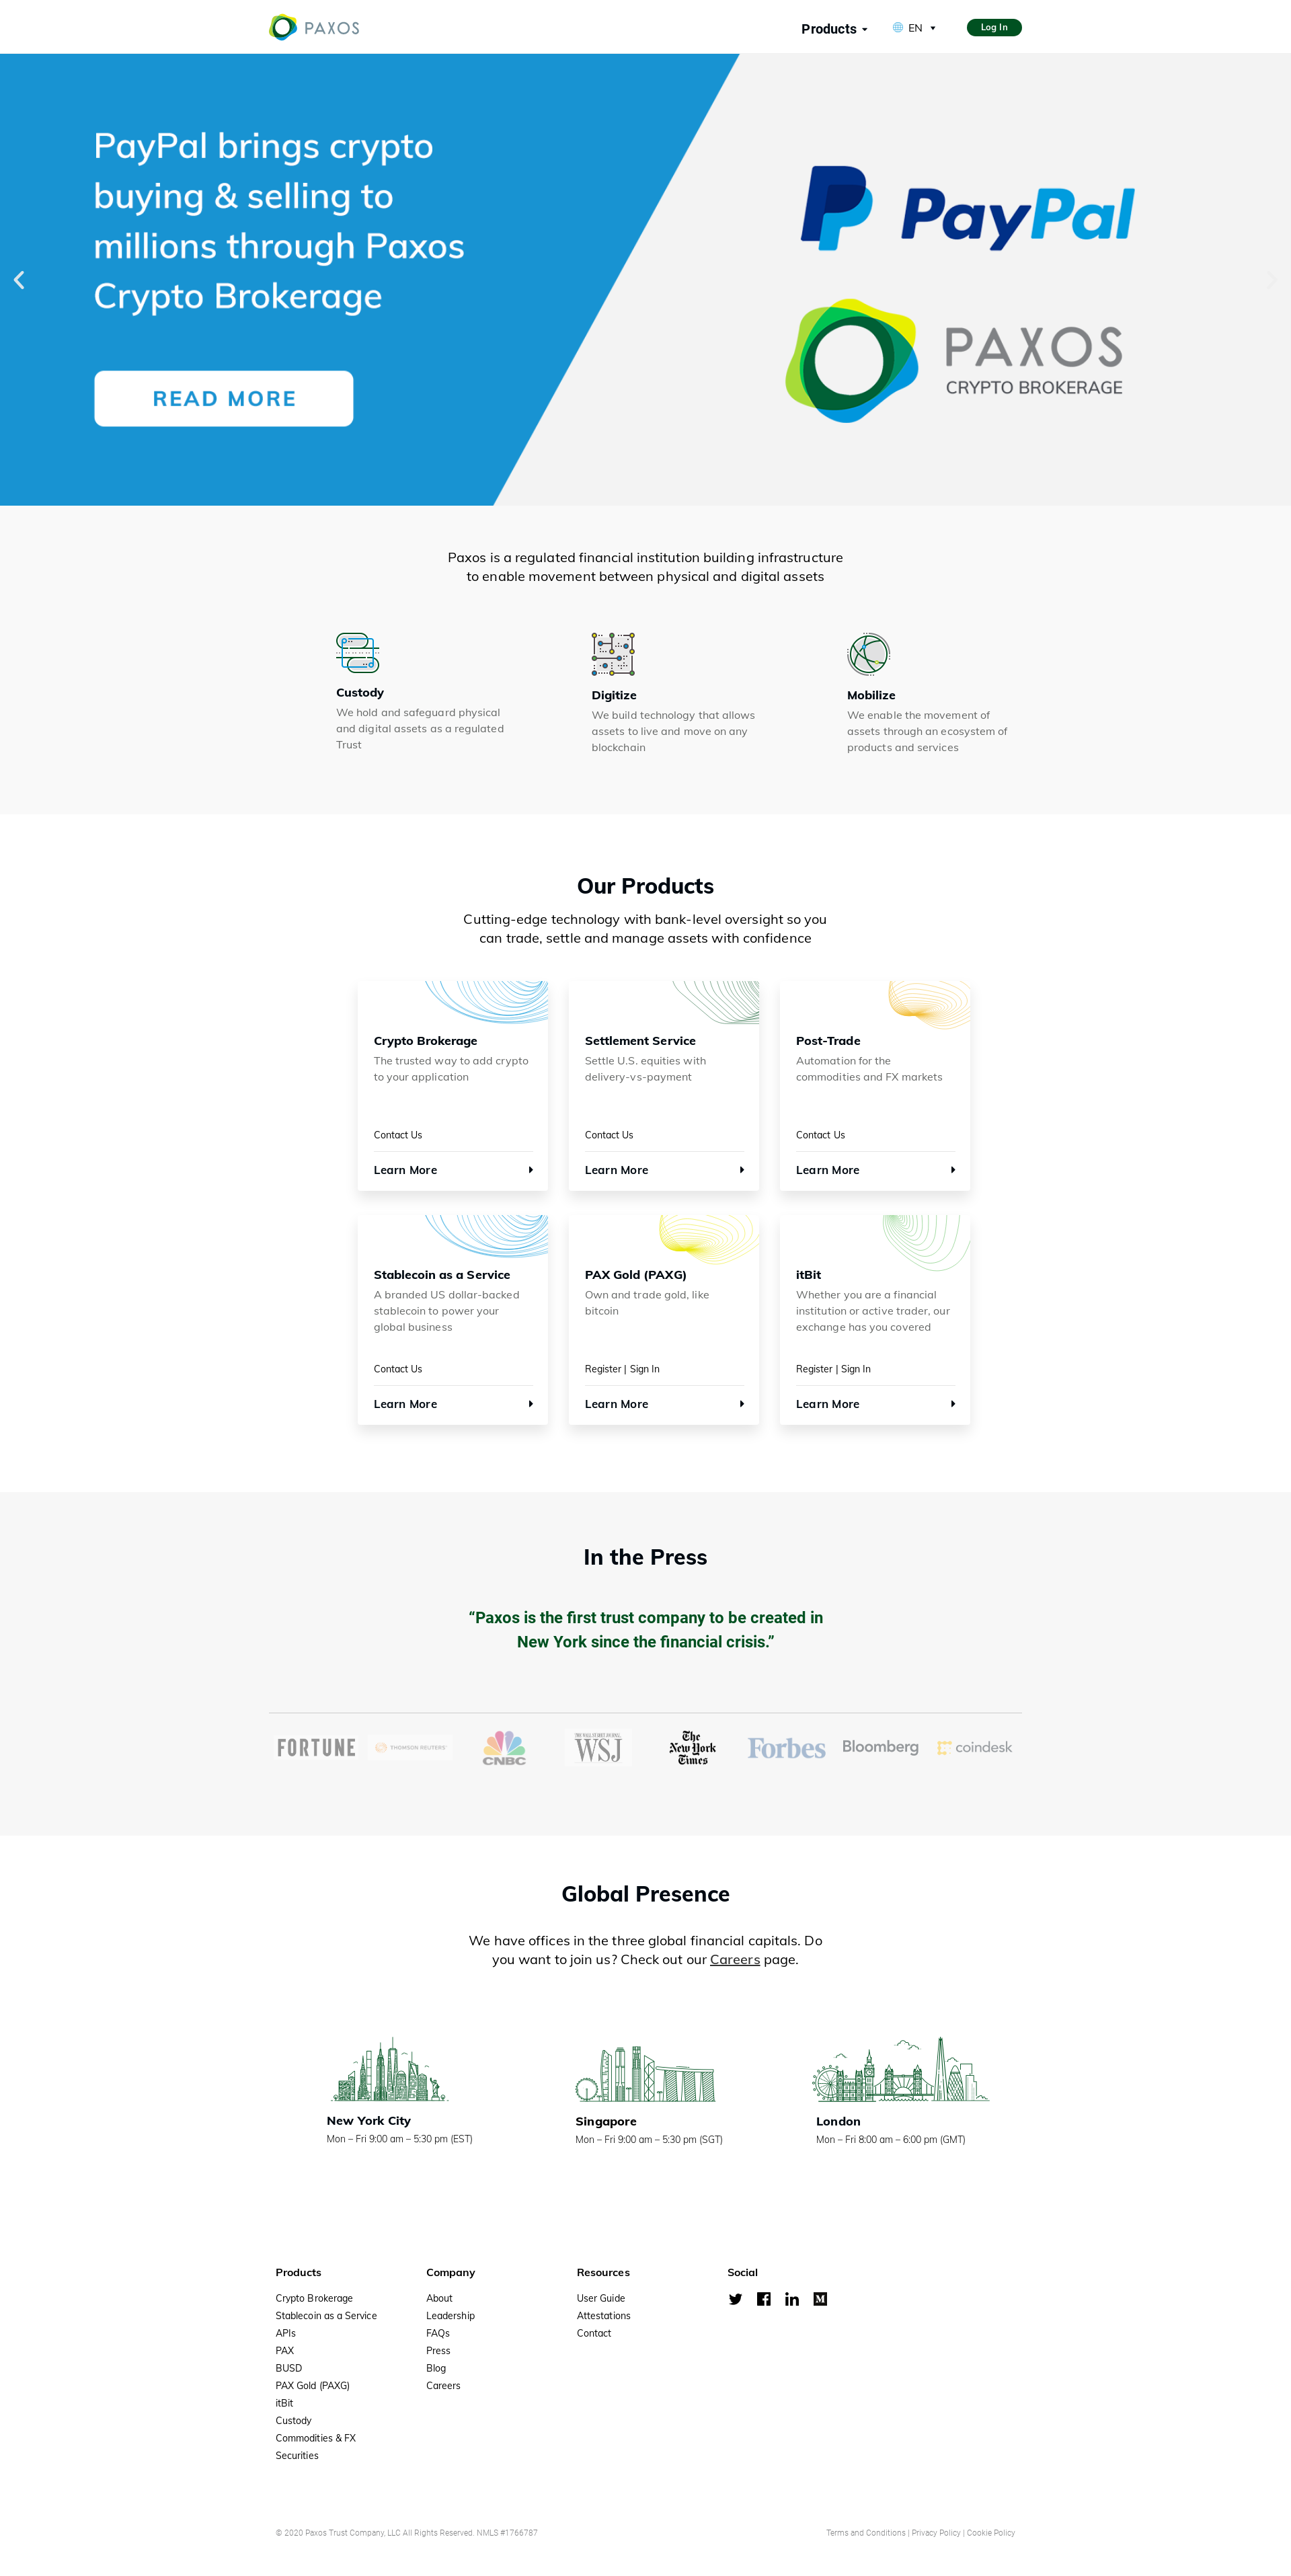 PAXOS
Products
EN
Log In
PayPal brings crypto
buying & selling to
millions through Paxos
Crypto Brokerage
READ MORE
PayPal
PAXOS
CRYPTO BROKERAGE
Paxos is a regulated financial institution building infrastructure
to enable movement between physical and digital assets
Custody
We hold and safeguard physical
and digital assets as a regulated
Trust
Digitize
We build technology that allows
assets to live and move on any
blockchain
Mobilize
We enable the movement of
assets through an ecosystem of
products and services
Our Products
Cutting-edge technology with bank-level oversight so you
can trade, settle and manage assets with confidence
Crypto Brokerage
The trusted way to add crypto
to your application
Contact Us
Learn More
Settlement Service
Settle U.S. equities with
delivery-vs-payment
Contact Us
Learn More
Post-Trade
Automation for the
commodities and FX markets
Contact Us
Learn More
Stablecoin as a Service
A branded US dollar-backed
stablecoin to power your
global business
Contact Us
Learn More
PAX Gold (PAXG)
Own and trade gold, like
bitcoin
Register | Sign In
Learn More
itBit
Whether you are a financial
institution or active trader, our
exchange has you covered
Register | Sign In
Learn More
In the Press
“Paxos is the first trust company to be created in
New York since the financial crisis.”
FORTUNE
THOMSON REUTERS
CNBC
THE WALL STREET JOURNAL
WSJ
The
New York
Times
Forbes
Bloomberg
coindesk
Global Presence
We have offices in the three global financial capitals. Do
you want to join us? Check out our Careers page.
New York City
Mon – Fri 9:00 am – 5:30 pm (EST)
Singapore
Mon – Fri 9:00 am – 5:30 pm (SGT)
London
Mon – Fri 8:00 am – 6:00 pm (GMT)
Products
Crypto Brokerage
Stablecoin as a Service
APIs
PAX
BUSD
PAX Gold (PAXG)
itBit
Custody
Commodities & FX
Securities
Company
About
Leadership
FAQs
Press
Blog
Careers
Resources
User Guide
Attestations
Contact
Social
© 2020 Paxos Trust Company, LLC All Rights Reserved. NMLS #1766787
Terms and Conditions | Privacy Policy | Cookie Policy